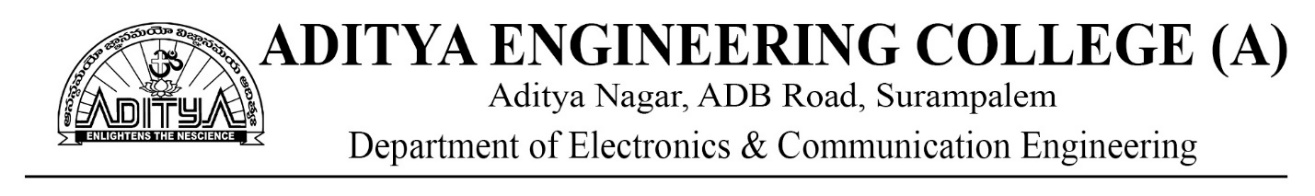 ADITYA ENGINEERING COLLEGE (A)
Aditya Nagar, ADB Road, Surampalem
Department of Electronics & Communication Engineering
ADITYA
ENLIGHTENS THE NESCIENCE